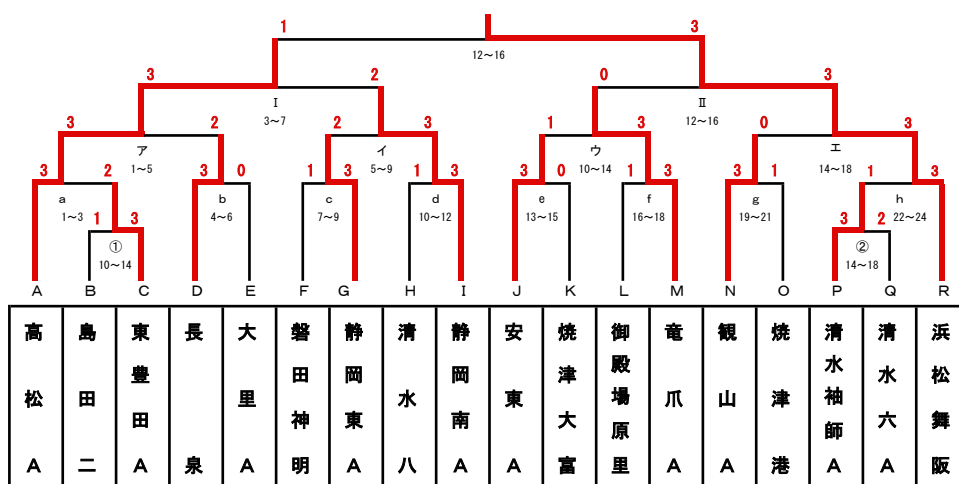 1 3
12～16
3 2 0 3
Ⅰ Ⅱ
3～7 12～16
3 2 2 3 1 3 0 3
ア イ ウ エ
1～5 5～9 10～14 14～18
3 2 3 0 1 3 1 3 3 0 1 3 3 1 1 3
a b c d e f g h
1～3 4～6 7～9 10～12 13～15 16～18 19～21 22～24
1 3 3 2
① ②
10～14 14～18
A B C D E F G H I J K L M N O P Q R
高松A
島田二
東豊田A
長泉
大里A
磐田神明
静岡東A
清水八
静岡南A
安東A
焼津大富
御殿場原里
竜爪A
観山A
焼津港
清水袖師A
清水六A
浜松舞阪